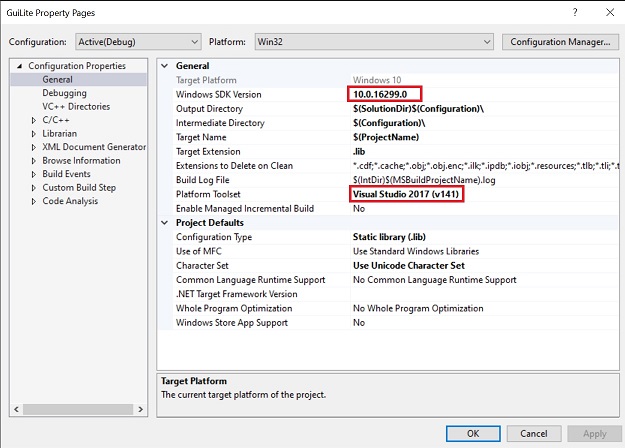 GuiLite Property Pages
? ×
Configuration: Active(Debug) Platform: Win32 Configuration Manager...
Configuration Properties
General
Debugging
VC++ Directories
C/C++
Librarian
XML Document Generator
Browse Information
Build Events
Custom Build Step
Code Analysis
General
Target Platform Windows 10
Windows SDK Version 10.0.16299.0
Output Directory $(SolutionDir)$(Configuration)\
Intermediate Directory $(Configuration)\
Target Name $(ProjectName)
Target Extension .lib
Extensions to Delete on Clean *.cdf;*.cache;*.obj;*.obj.enc;*.ilk;*.ipdb;*.iobj;*.resources;*.tlb;*.tli;*.t
Build Log File $(IntDir)$(MSBuildProjectName).log
Platform Toolset Visual Studio 2017 (v141)
Enable Managed Incremental Build No
Project Defaults
Configuration Type Static library (.lib)
Use of MFC Use Standard Windows Libraries
Character Set Use Unicode Character Set
Common Language Runtime Support No Common Language Runtime Support
.NET Target Framework Version
Whole Program Optimization No Whole Program Optimization
Windows Store App Support No
Target Platform
The current target platform of the project.
OK Cancel Apply